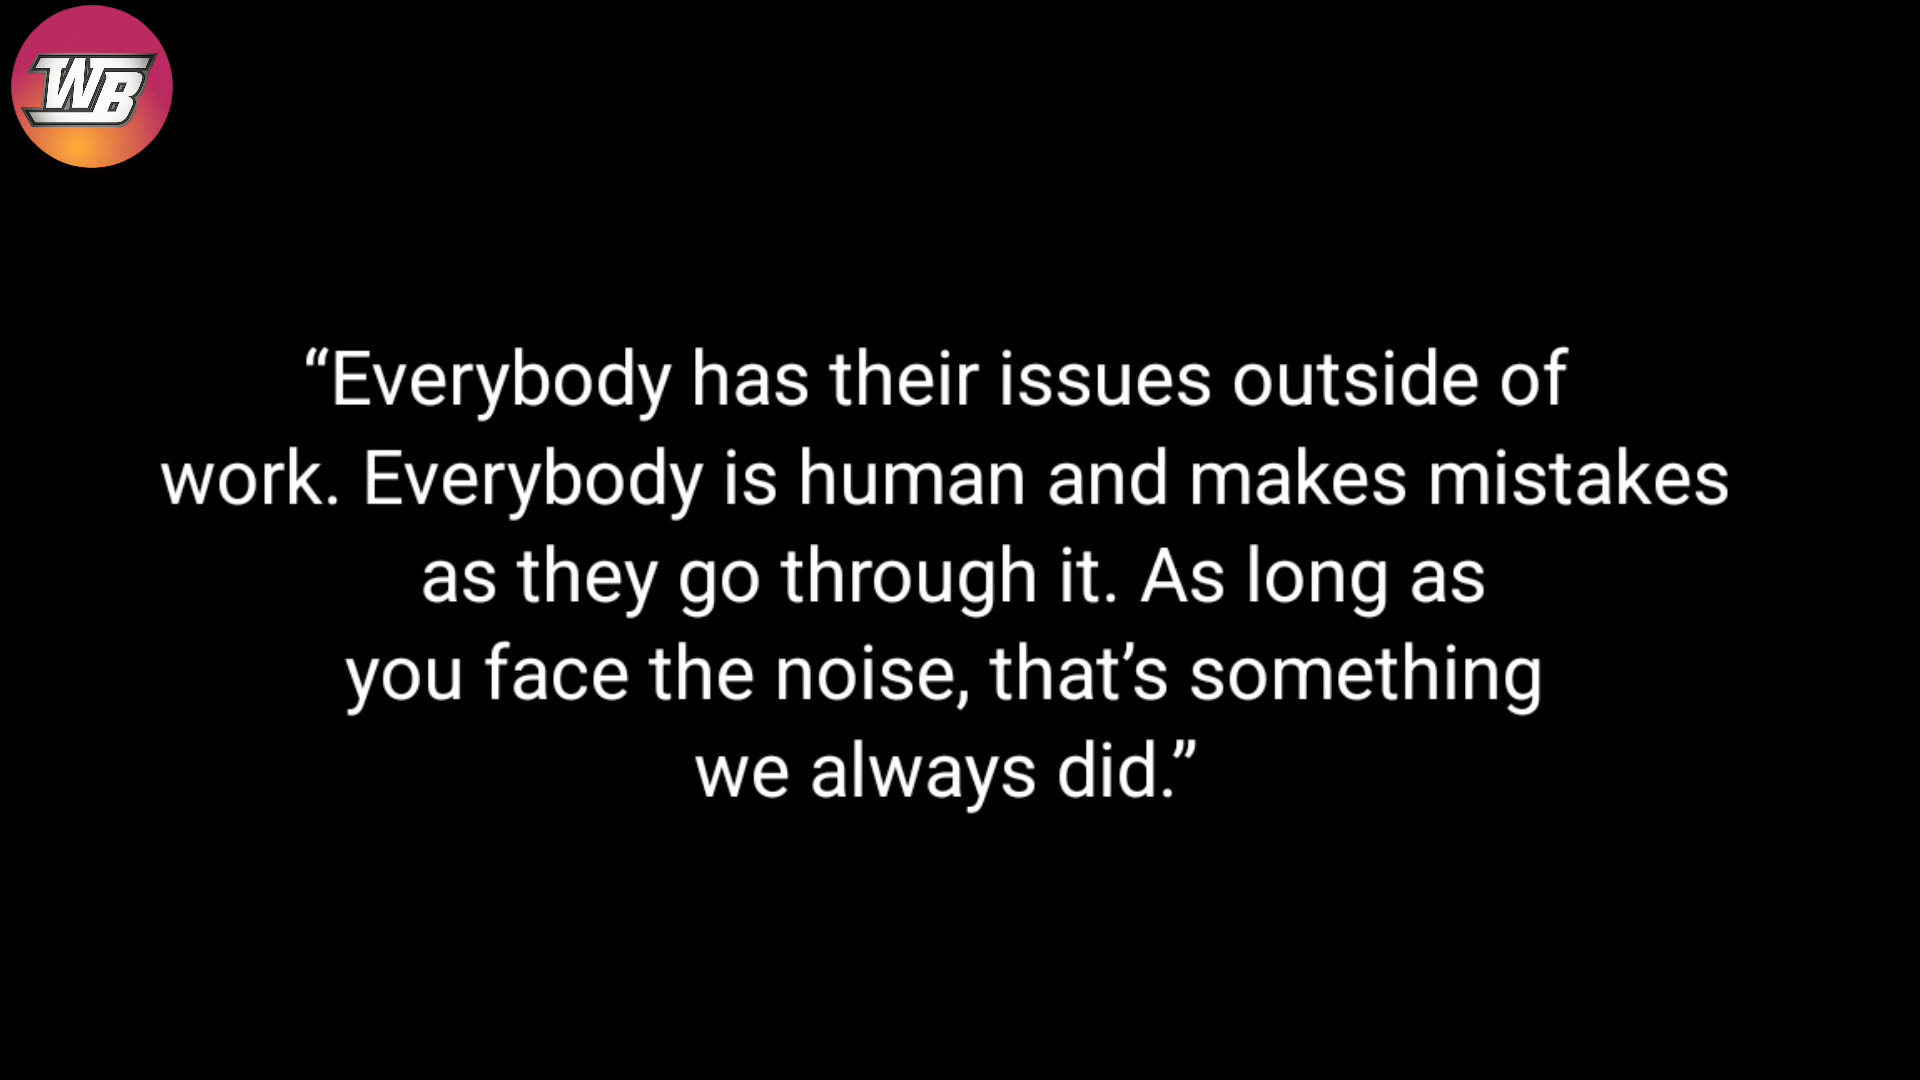 WB
“Everybody has their issues outside of
work. Everybody is human and makes mistakes
as they go through it. As long as
you face the noise, that’s something
we always did.”